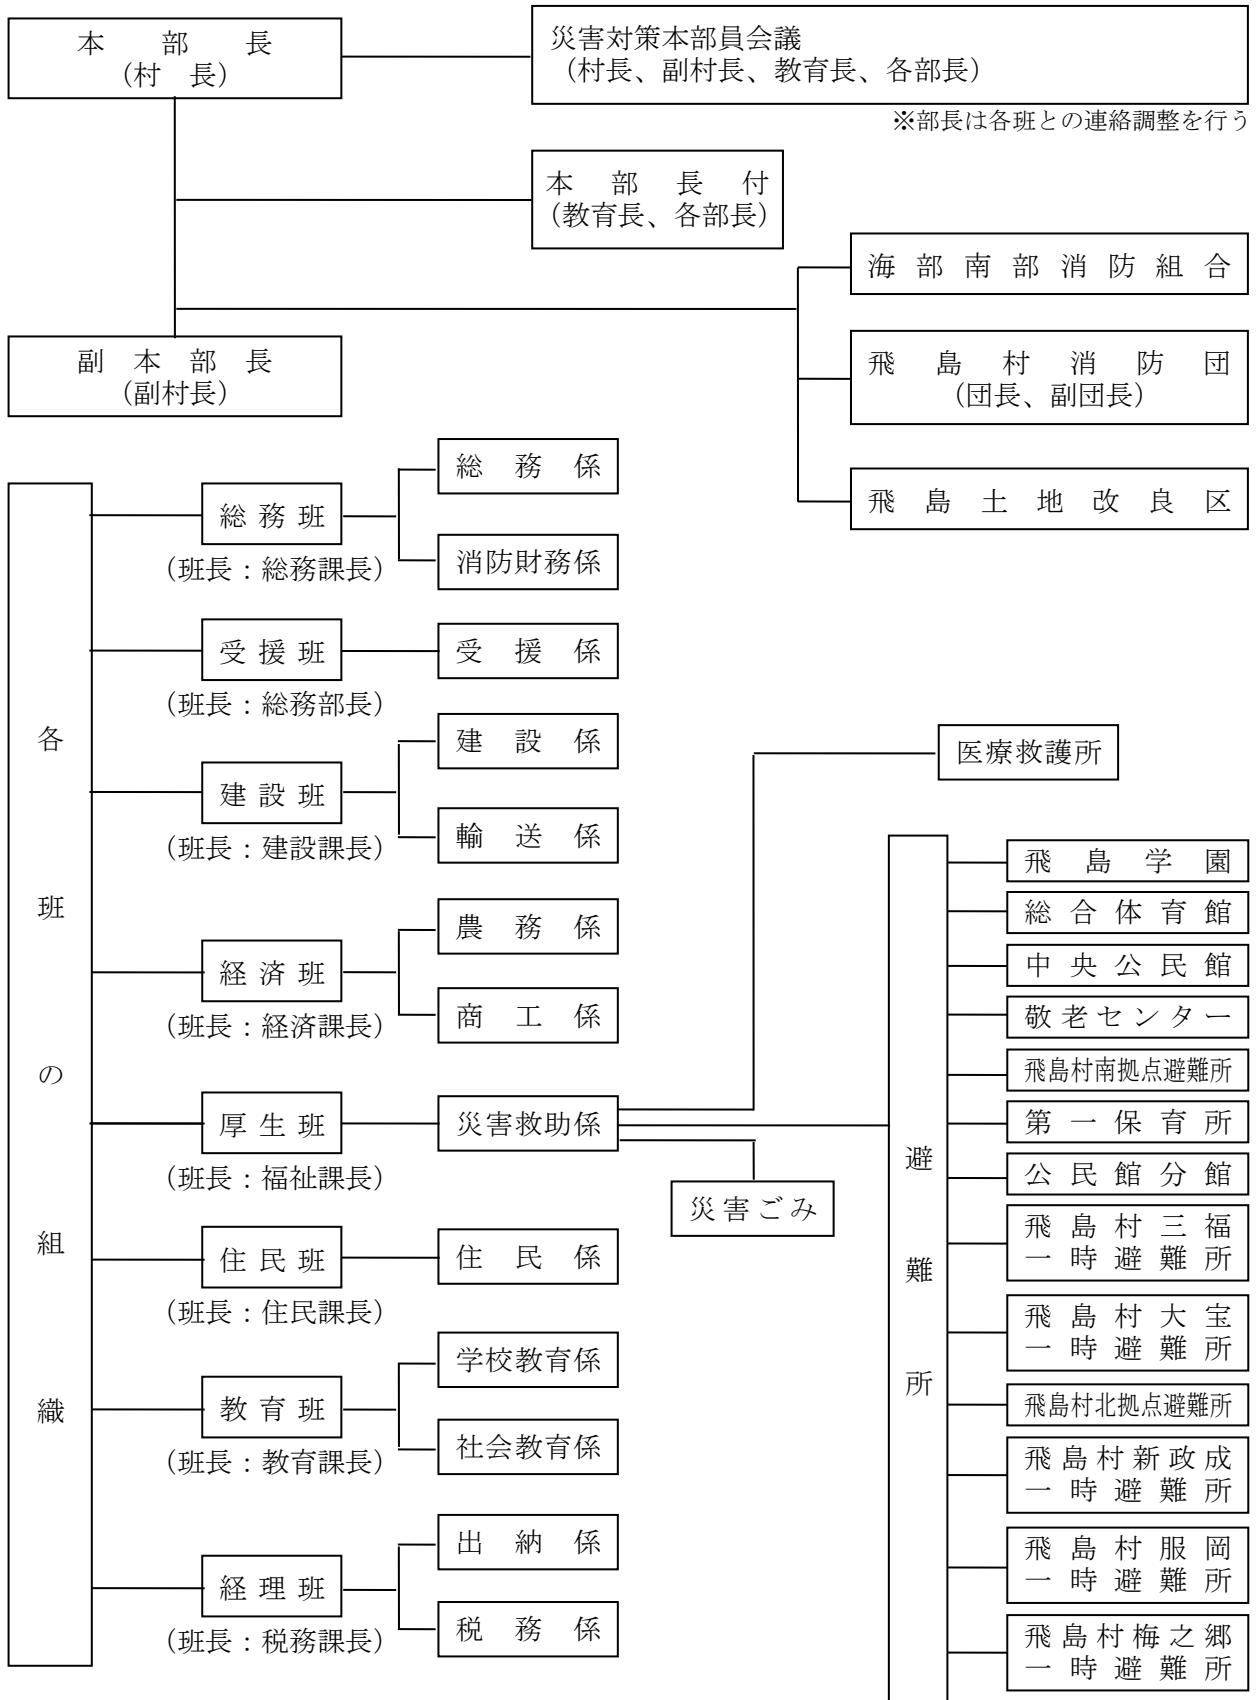 本部長
（村　長）
災害対策本部員会議
（村長、副村長、教育長、各部長）
※部長は各班との連絡調整を行う
本部長付
（教育長、各部長）
海部南部消防組合
副本部長
（副村長）
飛島村消防団
（団長、副団長）
飛島土地改良区
各班の組織
総務班
（班長：総務課長）
総務係
消防財務係
受援班
（班長：総務部長）
受援係
建設班
（班長：建設課長）
建設係
輸送係
経済班
（班長：経済課長）
農務係
商工係
厚生班
（班長：福祉課長）
災害救助係
医療救護所
災害ごみ
住民班
（班長：住民課長）
住民係
教育班
（班長：教育課長）
学校教育係
社会教育係
経理班
（班長：税務課長）
出納係
税務係
避難所
飛島学園
総合体育館
中央公民館
敬老センター
飛島村南拠点避難所
第一保育所
公民館分館
飛島村三福
一時避難所
飛島村大宝
一時避難所
飛島村北拠点避難所
飛島村新政成
一時避難所
飛島村服岡
一時避難所
飛島村梅之郷
一時避難所